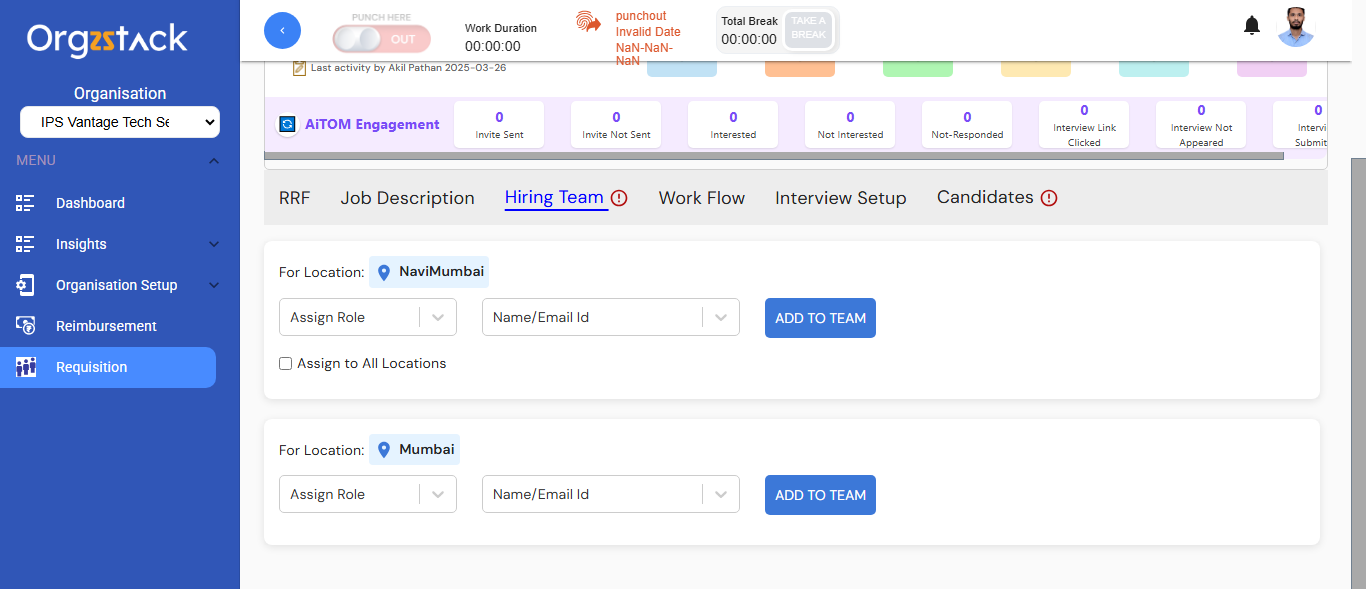 Orgzstack
Organisation
IPS Vantage Tech Se
MENU
Dashboard
Insights
Organisation Setup
Reimbursement
Requisition
PUNCH HERE
OUT
Work Duration
00:00:00
punchout
Invalid Date
NaN-NaN-
NaN
Total Break
00:00:00
TAKE A
BREAK
Last activity by Akil Pathan 2025-03-26
AiTOM Engagement
0
Invite Sent
0
Invite Not Sent
0
Interested
0
Not Interested
0
Not-Responded
0
Interview Link
Clicked
0
Interview Not
Appeared
0
Intervi
Submit
RRF
Job Description
Hiring Team
Work Flow
Interview Setup
Candidates
For Location:
NaviMumbai
Assign Role
Name/Email Id
ADD TO TEAM
Assign to All Locations
For Location:
Mumbai
Assign Role
Name/Email Id
ADD TO TEAM